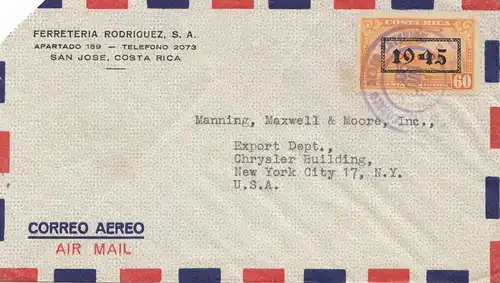 FERRETERIA RODRIGUEZ, S. A.
APARTADO 189 — TELEFONO 2073
SAN JOSE, COSTA RICA
COSTA RICA
1945
60
Manning, Maxwell & Moore, Inc.,
Export Dept.,
Chrysler Building,
New York City 17, N.Y.
U.S.A.
CORREO AEREO
AIR MAIL